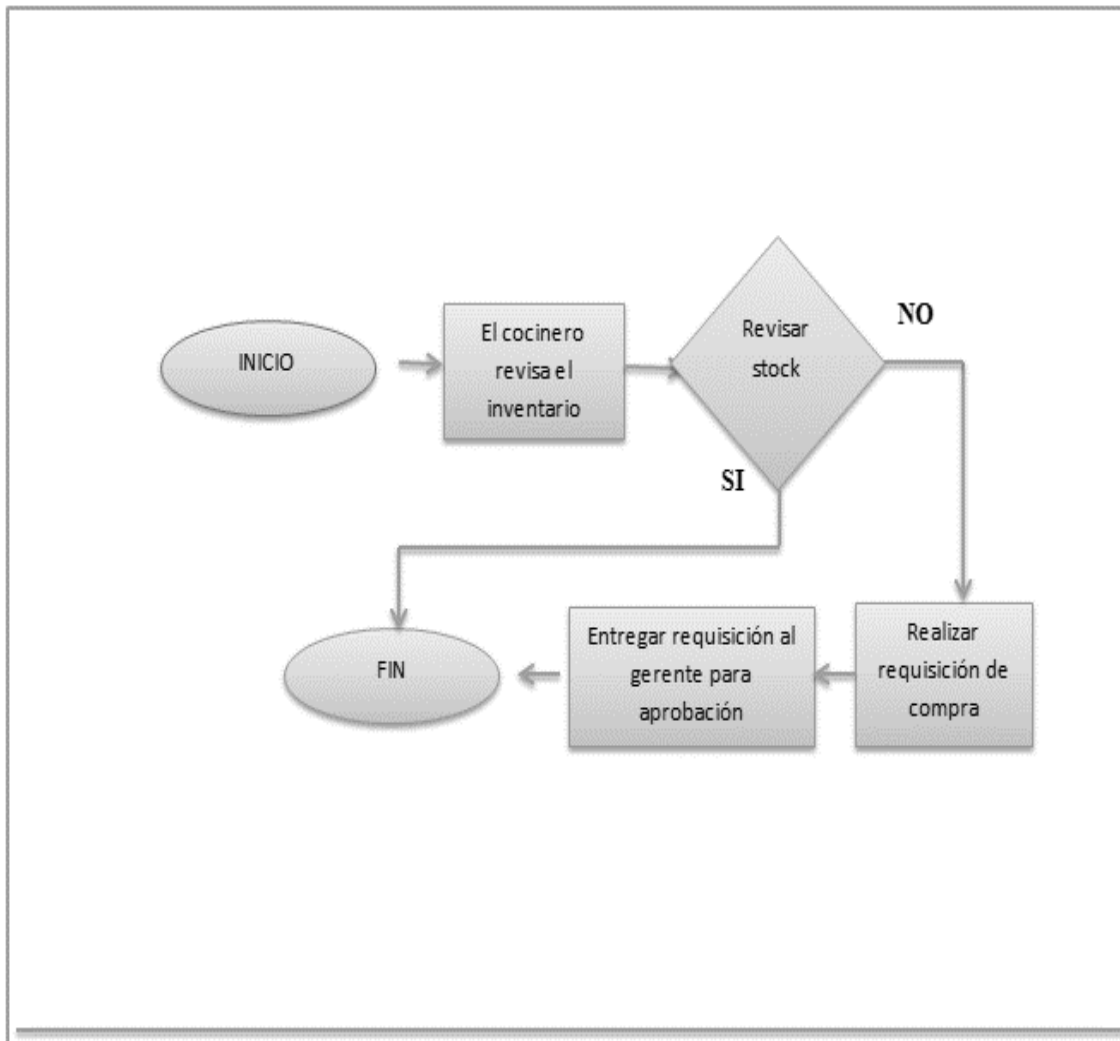 INICIO
El cocinero
revisa el
inventario
Revisar
stock
NO
SI
FIN
Entregar requisición al
gerente para
aprobación
Realizar
requisición de
compra